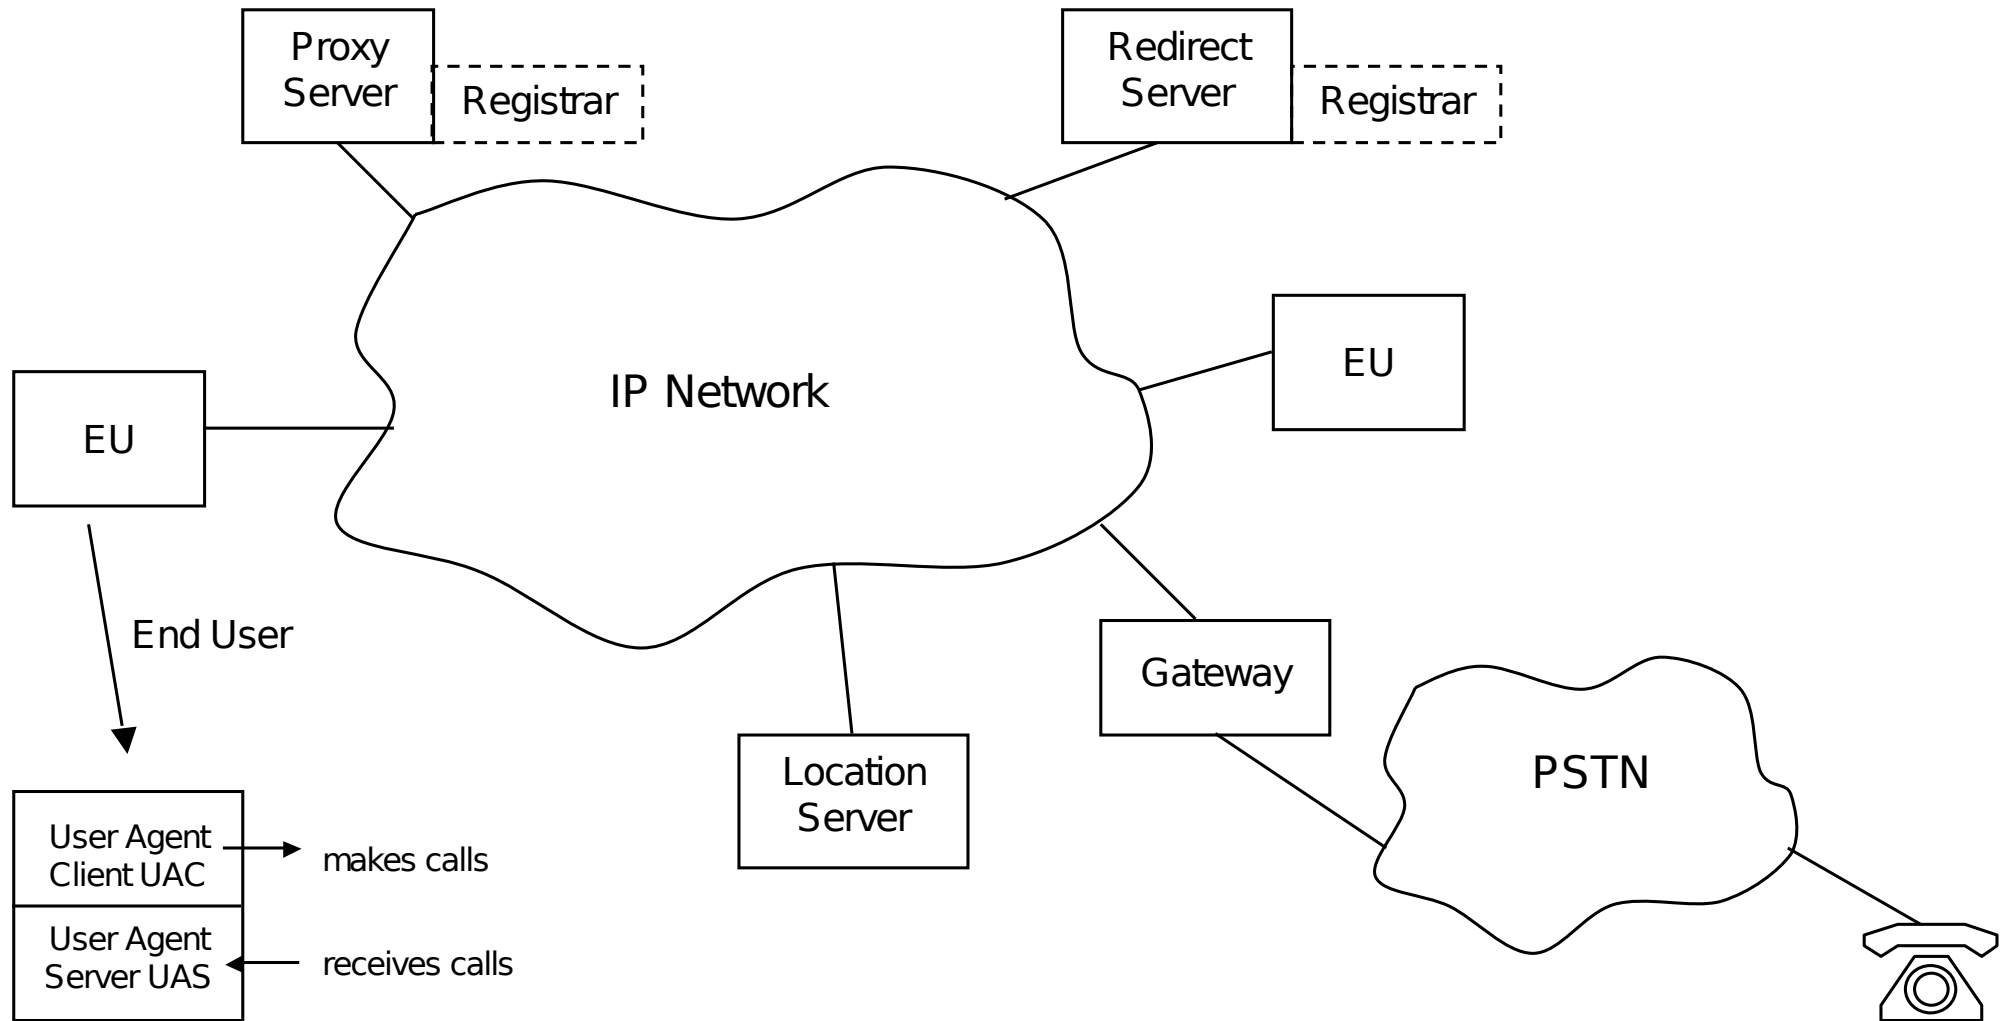 Proxy
Server
Registrar
Redirect
Server
Registrar
IP Network
EU
EU
End User
Gateway
Location
Server
PSTN
User Agent
Client UAC
makes calls
User Agent
Server UAS
receives calls